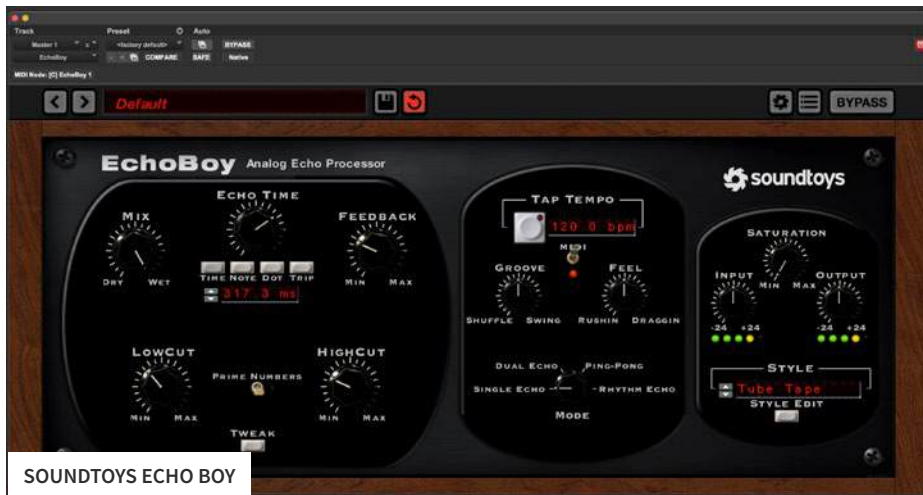 Track Preset Auto
Master 1 <factory default> BYPASS
EchoBoy COMPARE SAFE Native
MIDI Node: [C] EchoBoy 1
Default
BYPASS
EchoBoy Analog Echo Processor
soundtoys
MIX
DRY WET
ECHO TIME
TIME NOTE DOT TRIP
317.3 ms
FEEDBACK
MIN MAX
LOWCUT
MIN MAX
PRIME NUMBERS
HIGHCUT
MIN MAX
TWEAK
TAP TEMPO
120 0 bpm
MIDI
GROOVE
SHUFFLE SWING
FEEL
RUSHIN DRAGGIN
DUAL ECHO PING-PONG
SINGLE ECHO RHYTHM ECHO
MODE
SATURATION
MIN MAX
INPUT OUTPUT
-24 +24 -24 +24
STYLE
Tube Tape
STYLE EDIT
SOUNDTOYS ECHO BOY